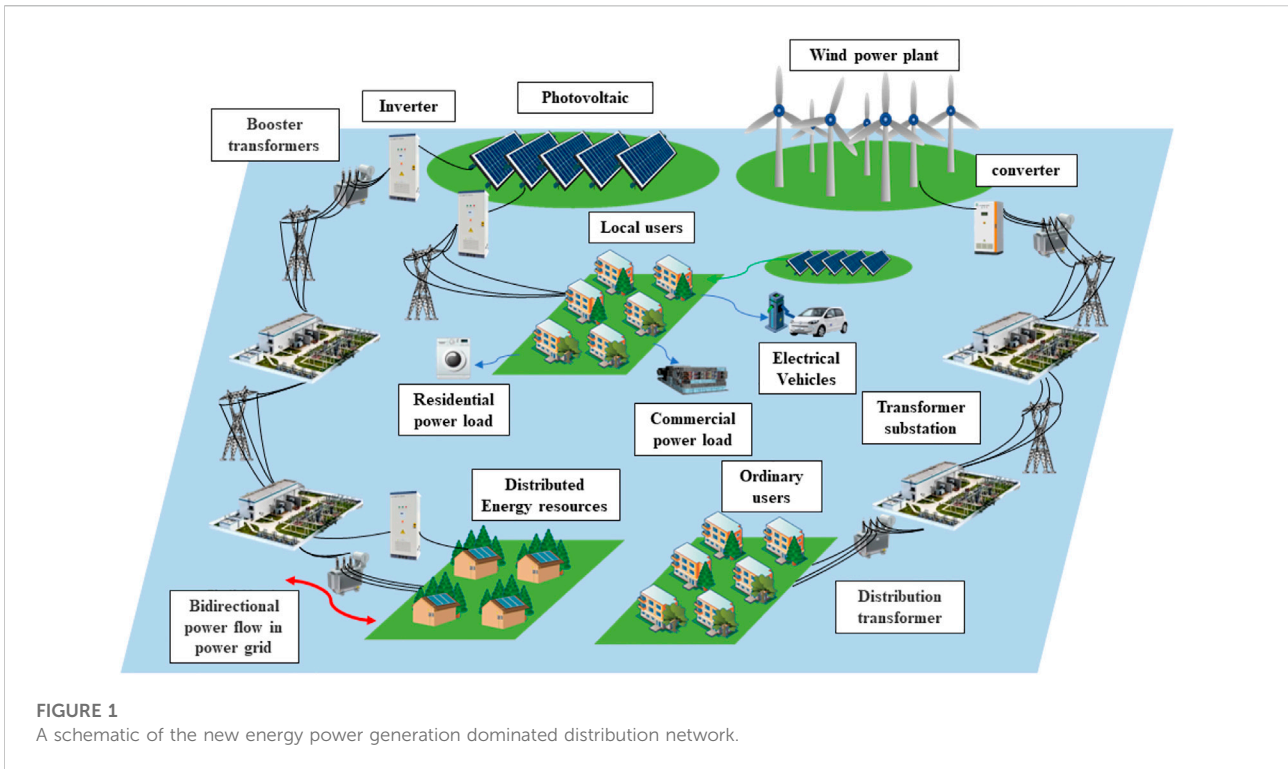 Wind power plant
Photovoltaic
Inverter
Booster
transformers
converter
Local users
Electrical
Vehicles
Residential
power load
Commercial
power load
Transformer
substation
Ordinary
users
Distributed
Energy resources
Bidirectional
power flow in
power grid
Distribution
transformer
FIGURE 1
A schematic of the new energy power generation dominated distribution network.